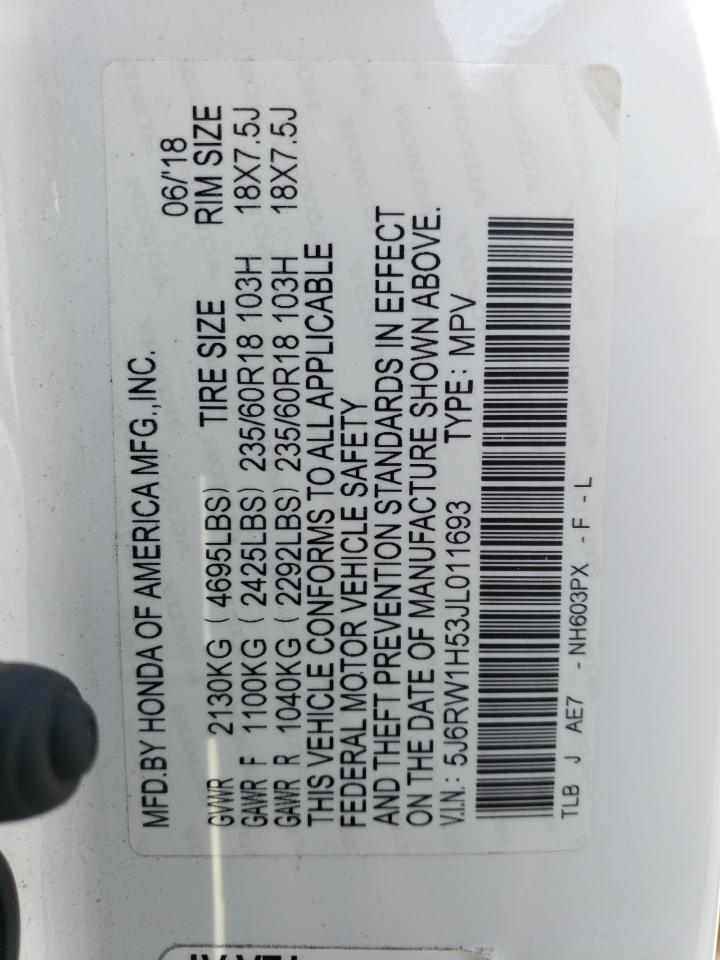 MFD.BY HONDA OF AMERICA MFG.,INC. 06/'18
GVWR 2130KG ( 4695LBS) TIRE SIZE RIM SIZE
GAWR F 1100KG ( 2425LBS) 235/60R18 103H 18X7.5J
GAWR R 1040KG ( 2292LBS) 235/60R18 103H 18X7.5J
THIS VEHICLE CONFORMS TO ALL APPLICABLE
FEDERAL MOTOR VEHICLE SAFETY
AND THEFT PREVENTION STANDARDS IN EFFECT
ON THE DATE OF MANUFACTURE SHOWN ABOVE.
V.I.N.: 5J6RW1H53JL011693 TYPE: MPV
TLB J AE7 - NH603PX - F - L